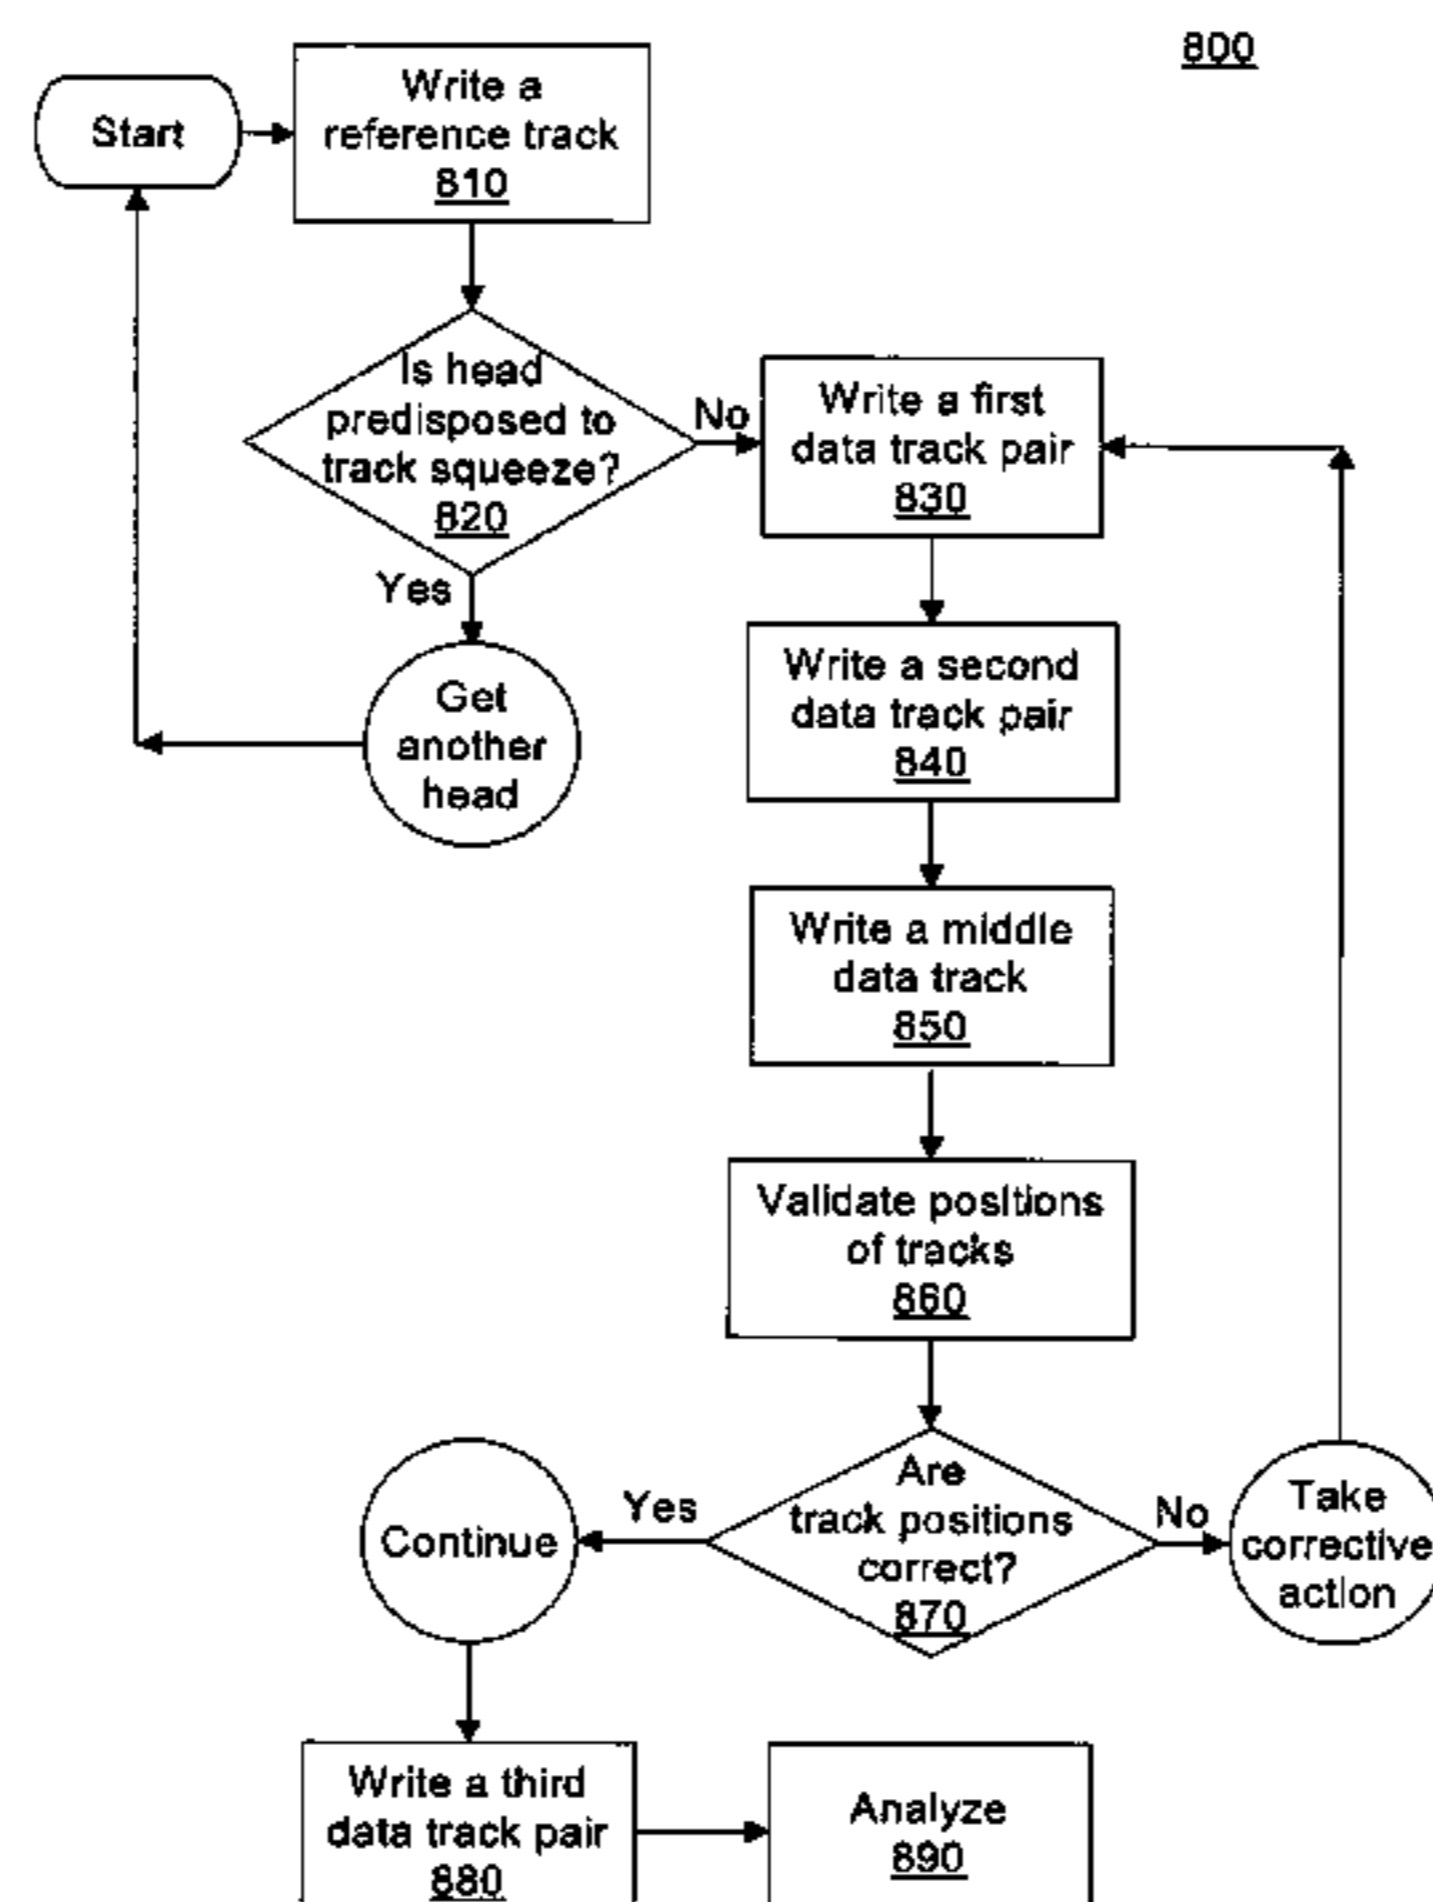 800
Start
Write a
reference track
810
Is head
predisposed to
track squeeze?
820
No
Yes
Get
another
head
Write a first
data track pair
830
Write a second
data track pair
840
Write a middle
data track
850
Validate positions
of tracks
860
Are
track positions
correct?
870
Yes
No
Continue
Take
corrective
action
Write a third
data track pair
880
Analyze
890